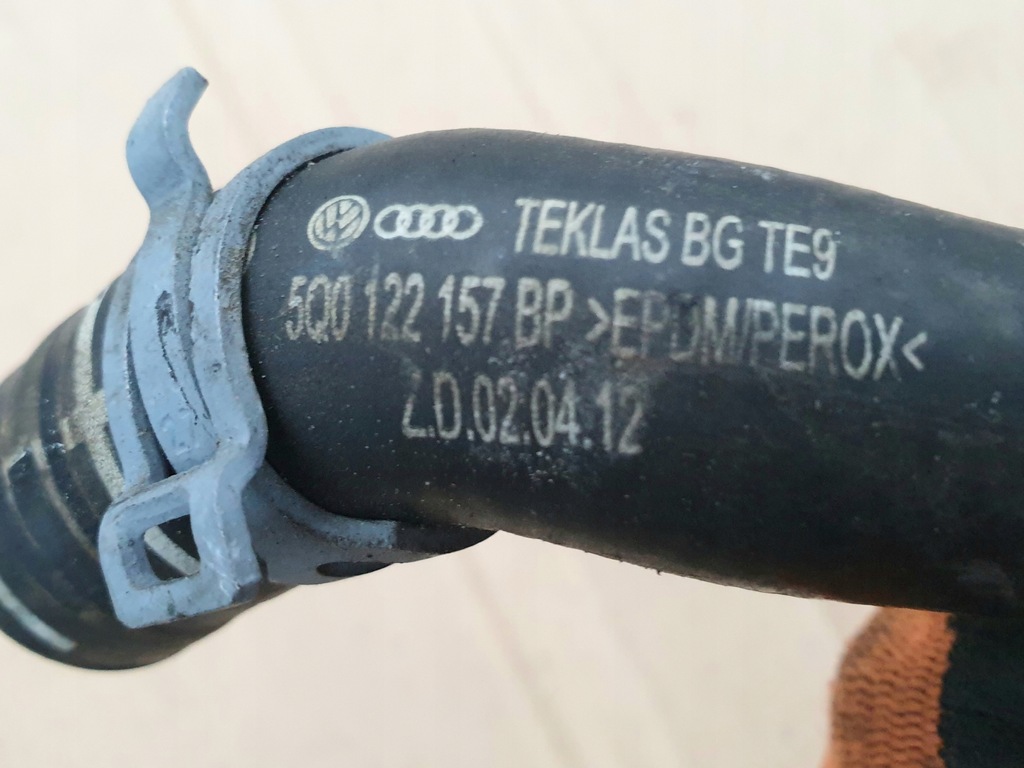 TEKLAS BG TE9
5Q0 122 157 BP >EPDM/PEROX<
Z.D.02.04.12